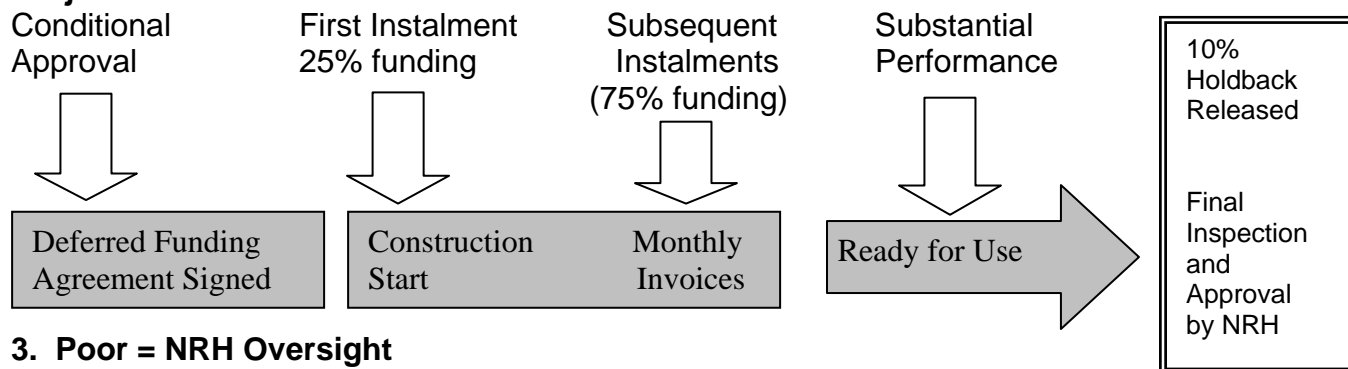 Conditional
Approval
First Instalment
25% funding
Subsequent
Instalments
(75% funding)
Substantial
Performance
10%
Holdback
Released
Final
Inspection
and
Approval
by NRH
Deferred Funding
Agreement Signed
Construction
Start
Monthly
Invoices
Ready for Use
3. Poor = NRH Oversight